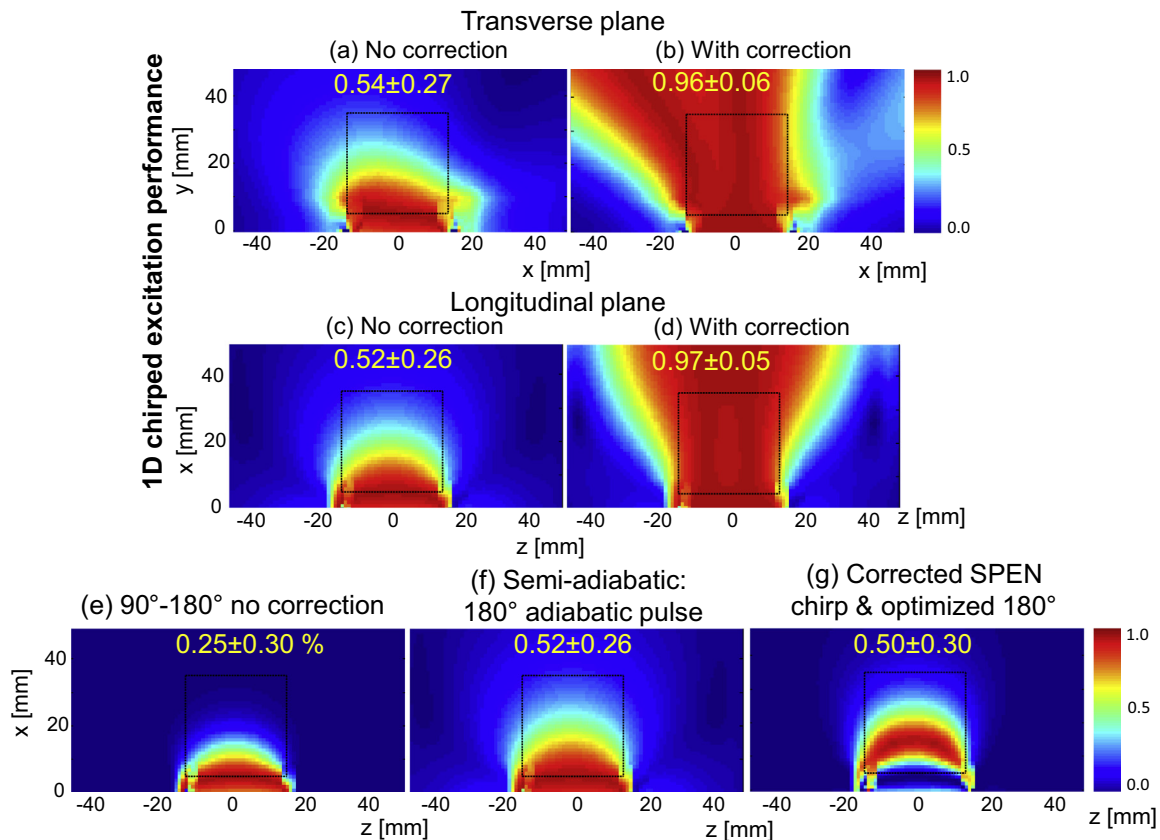 Transverse plane
(a) No correction
(b) With correction
0.54±0.27
0.96±0.06
1.0
0.5
0.0
40
20
0
y [mm]
-40 -20 0 20 40
x [mm]
-40 -20 0 20 40
x [mm]
1D chirped excitation performance
Longitudinal plane
(c) No correction
(d) With correction
0.52±0.26
0.97±0.05
40
20
0
x [mm]
-40 -20 0 20 40
z [mm]
-40 -20 0 20 40
z [mm]
(e) 90°-180° no correction
(f) Semi-adiabatic:
180° adiabatic pulse
(g) Corrected SPEN
chirp & optimized 180°
0.25±0.30 %
0.52±0.26
0.50±0.30
1.0
0.5
0.0
40
20
0
x [mm]
-40 -20 0 20 40
z [mm]
-40 -20 0 20 40
z [mm]
-40 -20 0 20 40
z [mm]